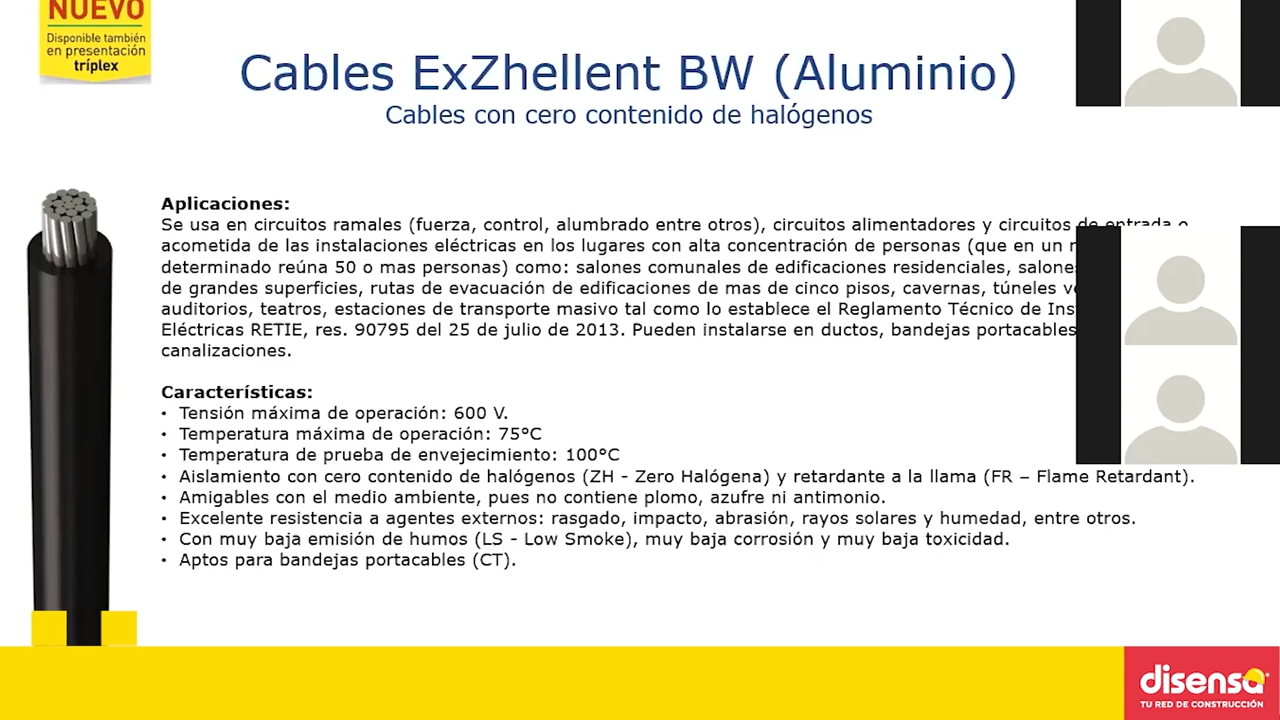 NUEVO
Disponible también
en presentación
tríplex
Cables ExZhellent BW (Aluminio)
Cables con cero contenido de halógenos
Aplicaciones:
Se usa en circuitos ramales (fuerza, control, alumbrado entre otros), circuitos alimentadores y circuitos de entrada o
acometida de las instalaciones eléctricas en los lugares con alta concentración de personas (que en un
determinado reúna 50 o mas personas) como: salones comunales de edificaciones residenciales, salones
de grandes superficies, rutas de evacuación de edificaciones de mas de cinco pisos, cavernas, túneles
auditorios, teatros, estaciones de transporte masivo tal como lo establece el Reglamento Técnico de
Eléctricas RETIE, res. 90795 del 25 de julio de 2013. Pueden instalarse en ductos, bandejas portacables
canalizaciones.
Características:
• Tensión máxima de operación: 600 V.
• Temperatura máxima de operación: 75°C
• Temperatura de prueba de envejecimiento: 100°C
• Aislamiento con cero contenido de halógenos (ZH - Zero Halógena) y retardante a la llama (FR – Flame Retardant).
• Amigables con el medio ambiente, pues no contiene plomo, azufre ni antimonio.
• Excelente resistencia a agentes externos: rasgado, impacto, abrasión, rayos solares y humedad, entre otros.
• Con muy baja emisión de humos (LS - Low Smoke), muy baja corrosión y muy baja toxicidad.
• Aptos para bandejas portacables (CT).
disensa
TU RED DE CONSTRUCCIÓN